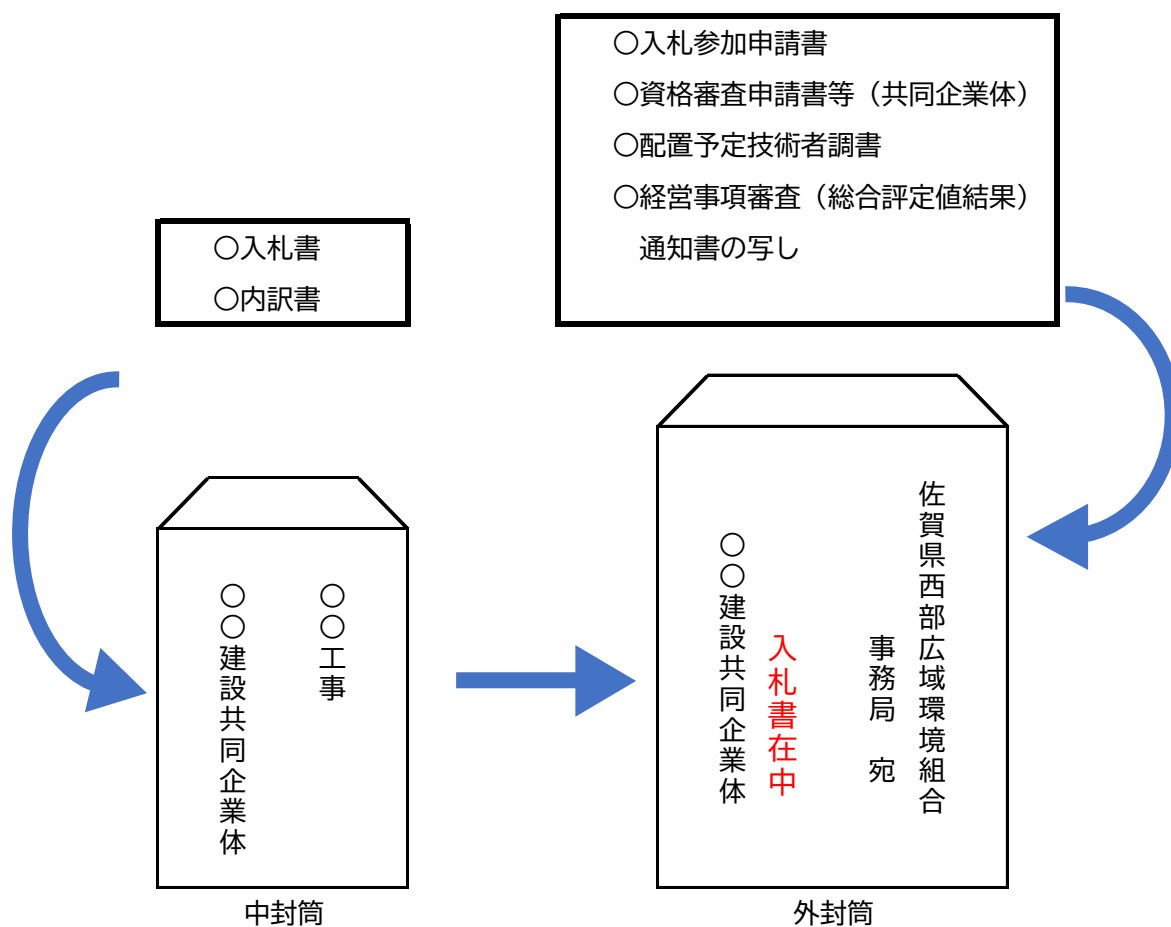 ○入札参加申請書
○資格審査申請書等（共同企業体）
○配置予定技術者調書
○経営事項審査（総合評定値結果）
通知書の写し
○入札書
○内訳書
○○工事
○○建設共同企業体
中封筒
佐賀県西部広域環境組合
事務局　宛
入札書在中
○○建設共同企業体
外封筒